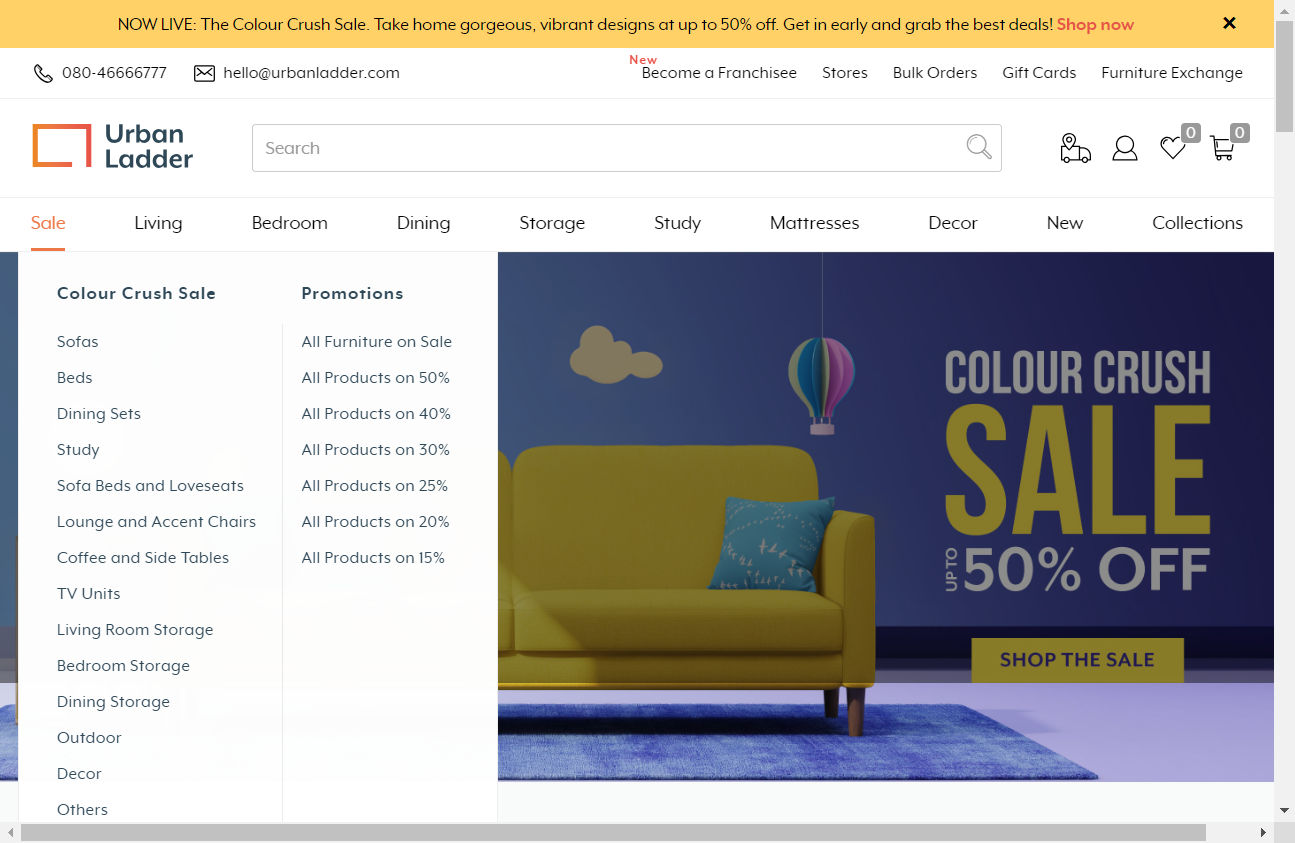 NOW LIVE: The Colour Crush Sale. Take home gorgeous, vibrant designs at up to 50% off. Get in early and grab the best deals! Shop now
080-46666777 hello@urbanladder.com
New
Become a Franchisee Stores Bulk Orders Gift Cards Furniture Exchange
Urban
Ladder
Search
0 0
Sale Living Bedroom Dining Storage Study Mattresses Decor New Collections
Colour Crush Sale
Sofas
Beds
Dining Sets
Study
Sofa Beds and Loveseats
Lounge and Accent Chairs
Coffee and Side Tables
TV Units
Living Room Storage
Bedroom Storage
Dining Storage
Outdoor
Decor
Others
Promotions
All Furniture on Sale
All Products on 50%
All Products on 40%
All Products on 30%
All Products on 25%
All Products on 20%
All Products on 15%
COLOUR CRUSH
SALE
UPTO 50% OFF
SHOP THE SALE